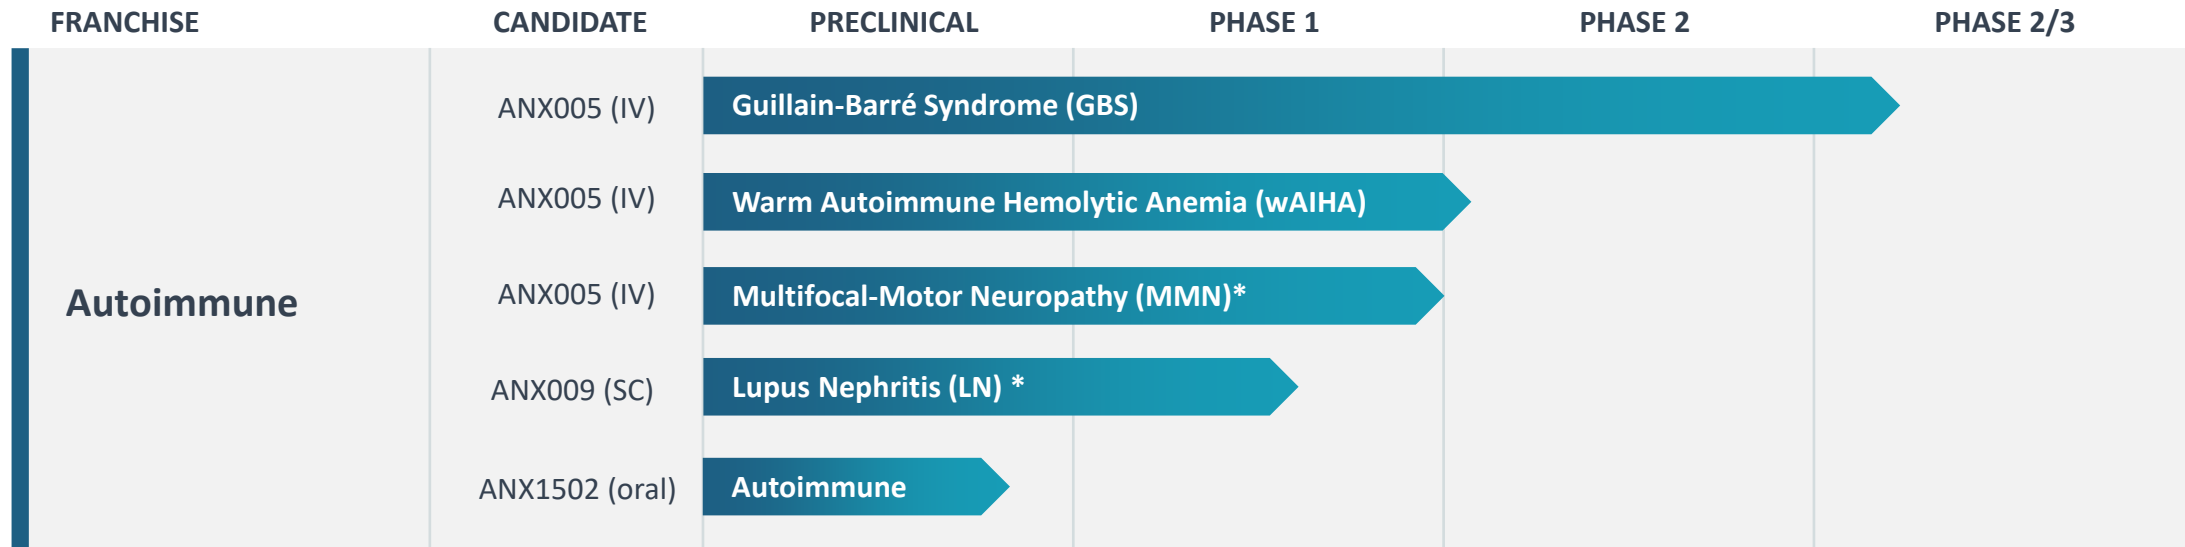 FRANCHISE CANDIDATE PRECLINICAL PHASE 1 PHASE 2 PHASE 2/3
ANX005 (IV) Guillain-Barré Syndrome (GBS)
ANX005 (IV) Warm Autoimmune Hemolytic Anemia (wAIHA)
Autoimmune ANX005 (IV) Multifocal-Motor Neuropathy (MMN)*
ANX009 (SC) Lupus Nephritis (LN) *
ANX1502 (oral) Autoimmune